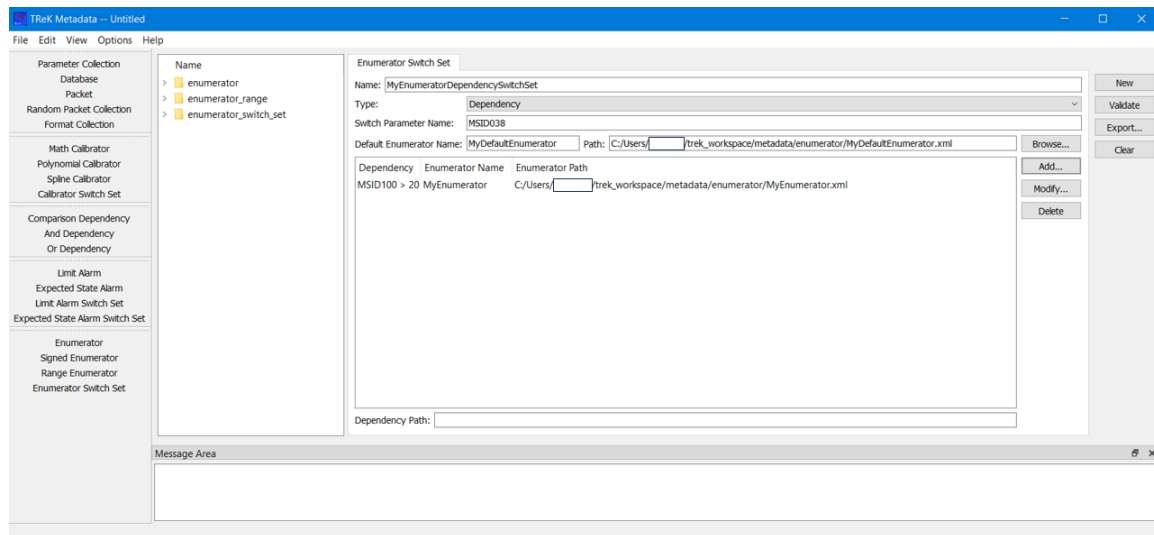 TReK Metadata -- Untitled
File Edit View Options Help
Parameter Collection
Database
Packet
Random Packet Collection
Format Collection
Math Calibrator
Polynomial Calibrator
Spline Calibrator
Calibrator Switch Set
Comparison Dependency
And Dependency
Or Dependency
Limit Alarm
Expected State Alarm
Limit Alarm Switch Set
Expected State Alarm Switch Set
Enumerator
Signed Enumerator
Range Enumerator
Enumerator Switch Set
Name
enumerator
enumerator_range
enumerator_switch_set
Enumerator Switch Set
Name: MyEnumeratorDependencySwitchSet
Type: Dependency
Switch Parameter Name: MSID038
Default Enumerator Name: MyDefaultEnumerator Path: C:/Users/ /trek_workspace/metadata/enumerator/MyDefaultEnumerator.xml Browse...
Dependency Enumerator Name Enumerator Path
MSID100 > 20 MyEnumerator C:/Users/ /trek_workspace/metadata/enumerator/MyEnumerator.xml
Add...
Modify...
Delete
Dependency Path:
New
Validate
Export...
Clear
Message Area